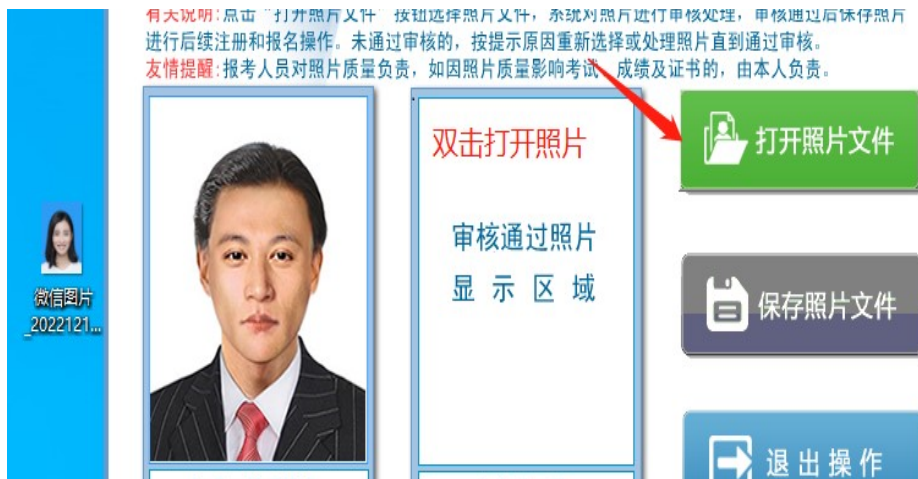 有关说明:点击“打开照片文件”按钮选择照片文件，系统对照片进行审核处理，审核通过后保存照片
进行后续注册和报名操作。未通过审核的，按提示原因重新选择或处理照片直到通过审核。
友情提醒:报考人员对照片质量负责，如因照片质量影响考试 成绩及证书的，由本人负责。
双击打开照片
审核通过照片
显示区域
打开照片文件
保存照片文件
退出操作
微信图片
_2022121...